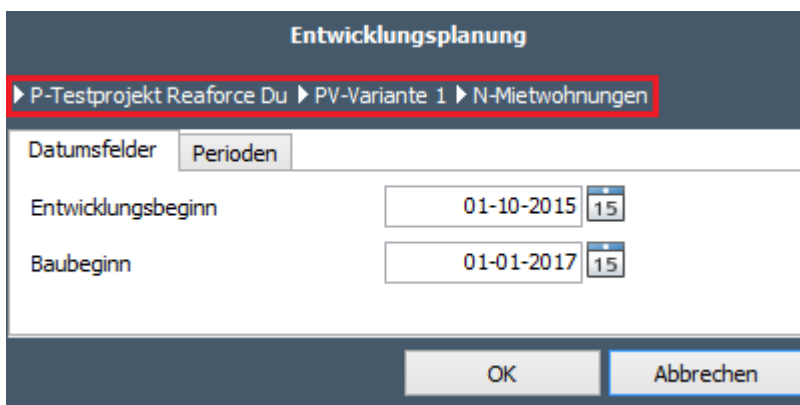 Entwicklungsplanung
P-Testprojekt Reaforce Du PV-Variante 1 N-Mietwohnungen
Datumsfelder Perioden
Entwicklungsbeginn 01-10-2015 15
Baubeginn 01-01-2017 15
OK Abbrechen